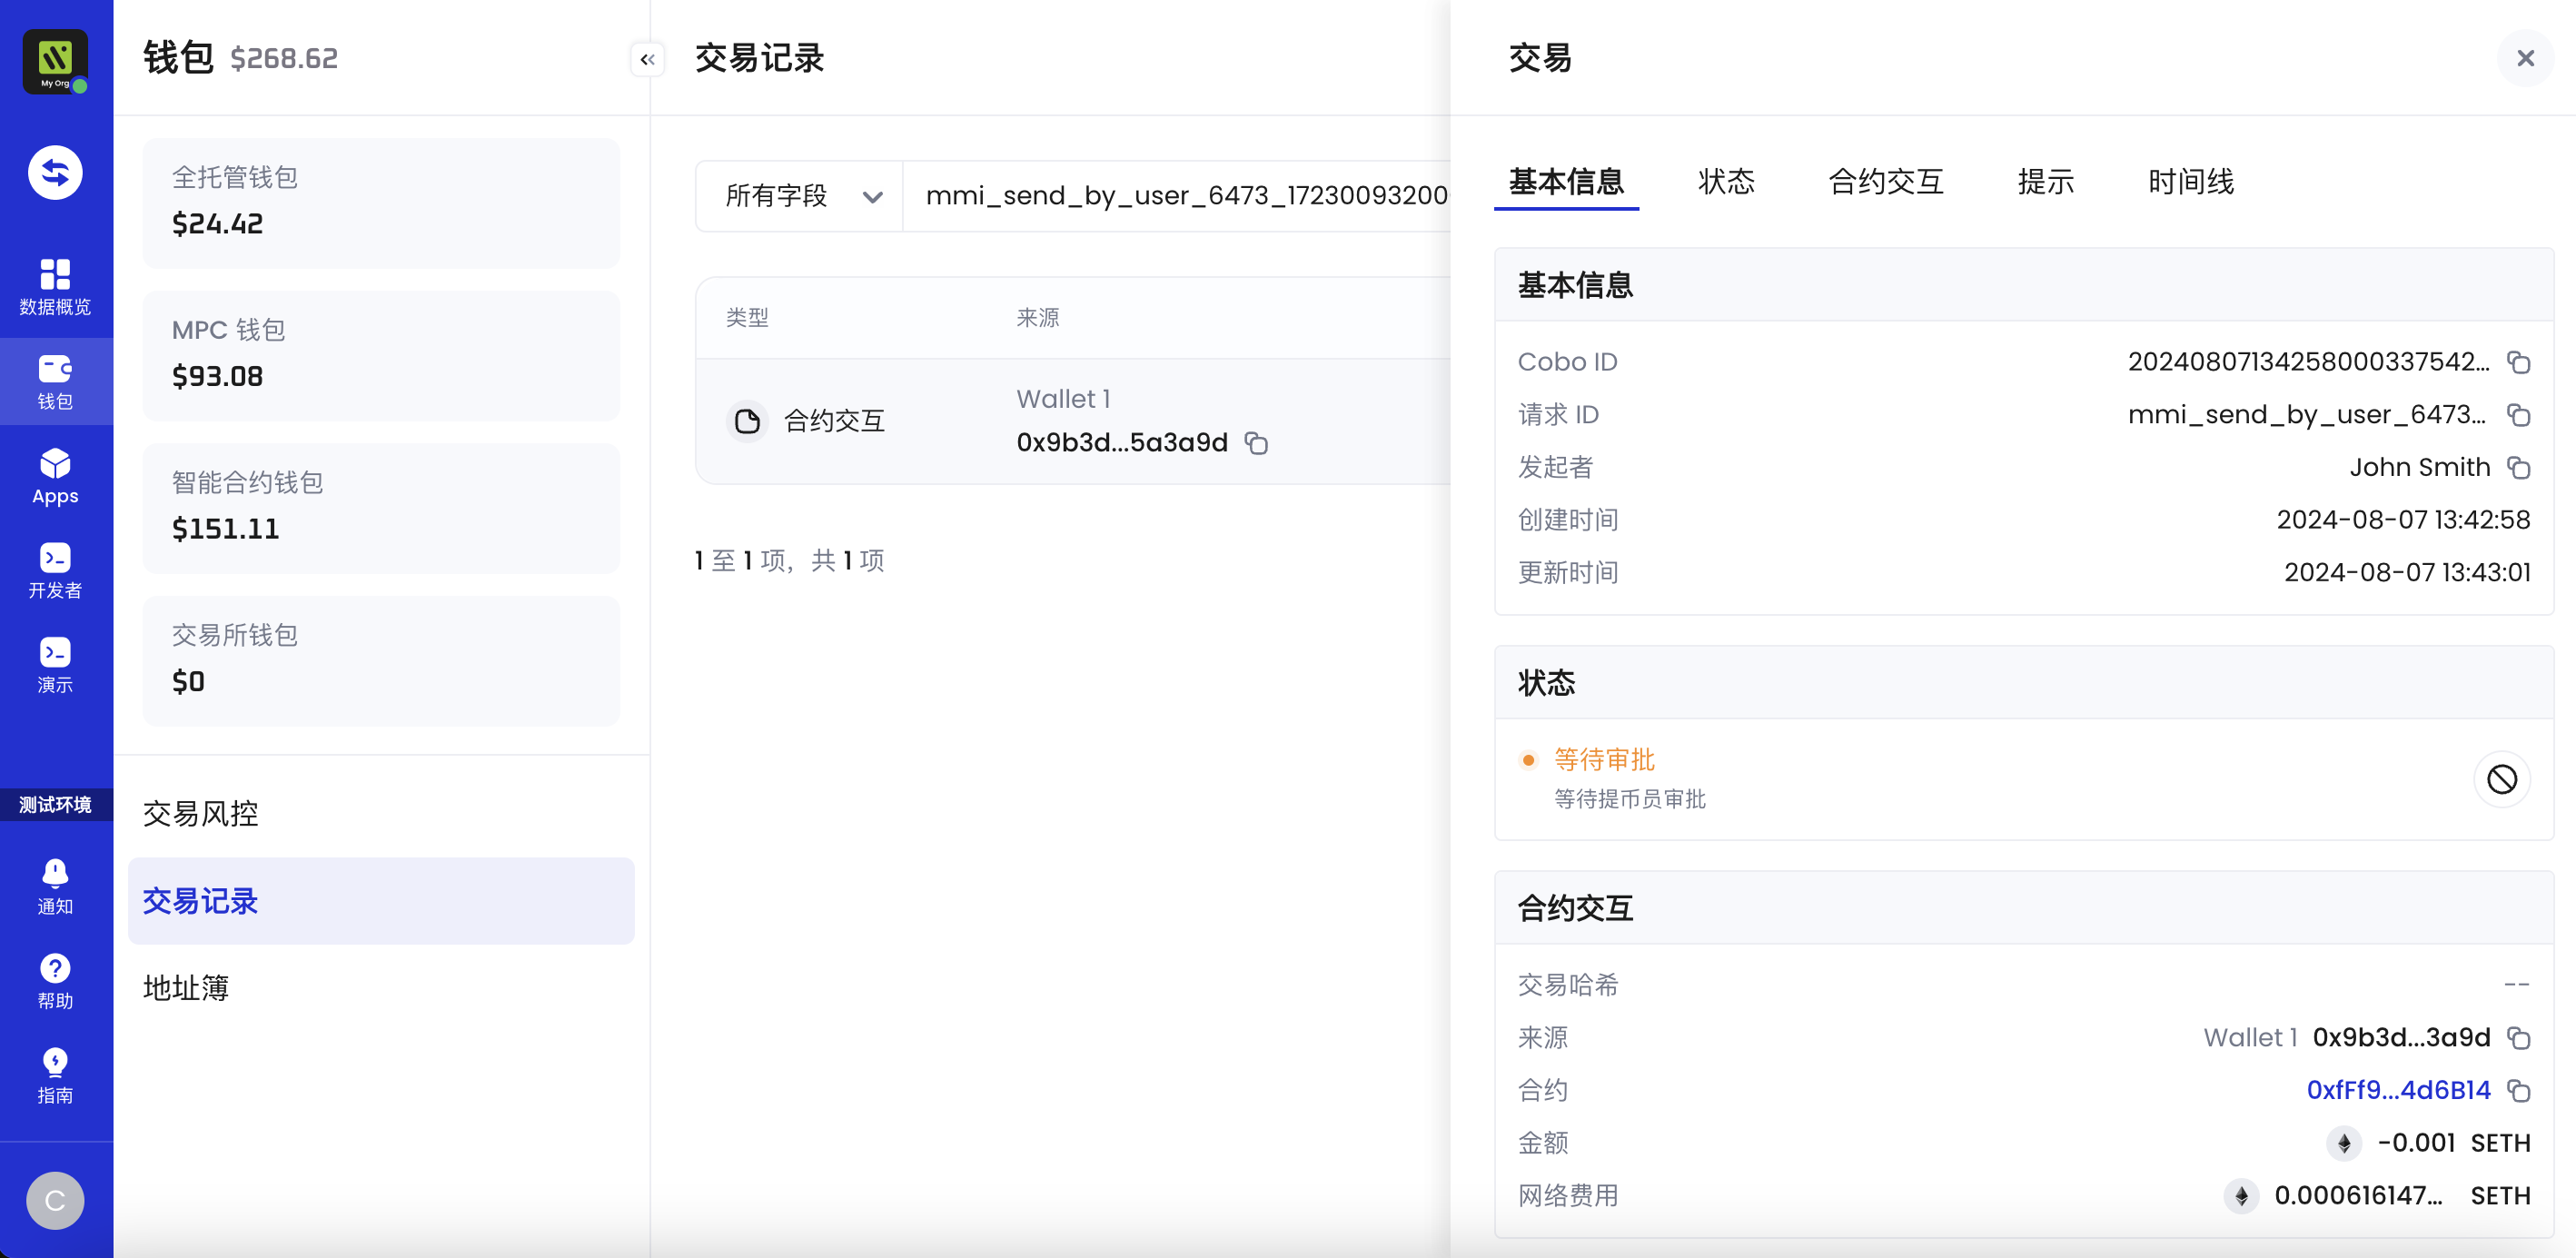 My Org
数据概览
钱包
Apps
开发者
演示
测试环境
通知
帮助
指南
C
钱包 $268.62
全托管钱包
$24.42
MPC 钱包
$93.08
智能合约钱包
$151.11
交易所钱包
$0
交易风控
交易记录
地址簿
交易记录
所有字段
mmi_send_by_user_6473_17230093200
类型 来源
合约交互
Wallet 1
0x9b3d...5a3a9d
1 至 1 项，共 1 项
交易
基本信息 状态 合约交互 提示 时间线
基本信息
Cobo ID 20240807134258000337542...
请求 ID mmi_send_by_user_6473...
发起者 John Smith
创建时间 2024-08-07 13:42:58
更新时间 2024-08-07 13:43:01
状态
等待审批
等待提币员审批
合约交互
交易哈希 --
来源 Wallet 1 0x9b3d...3a9d
合约 0xfFf9...4d6B14
金额 -0.001 SETH
网络费用 0.000616147... SETH